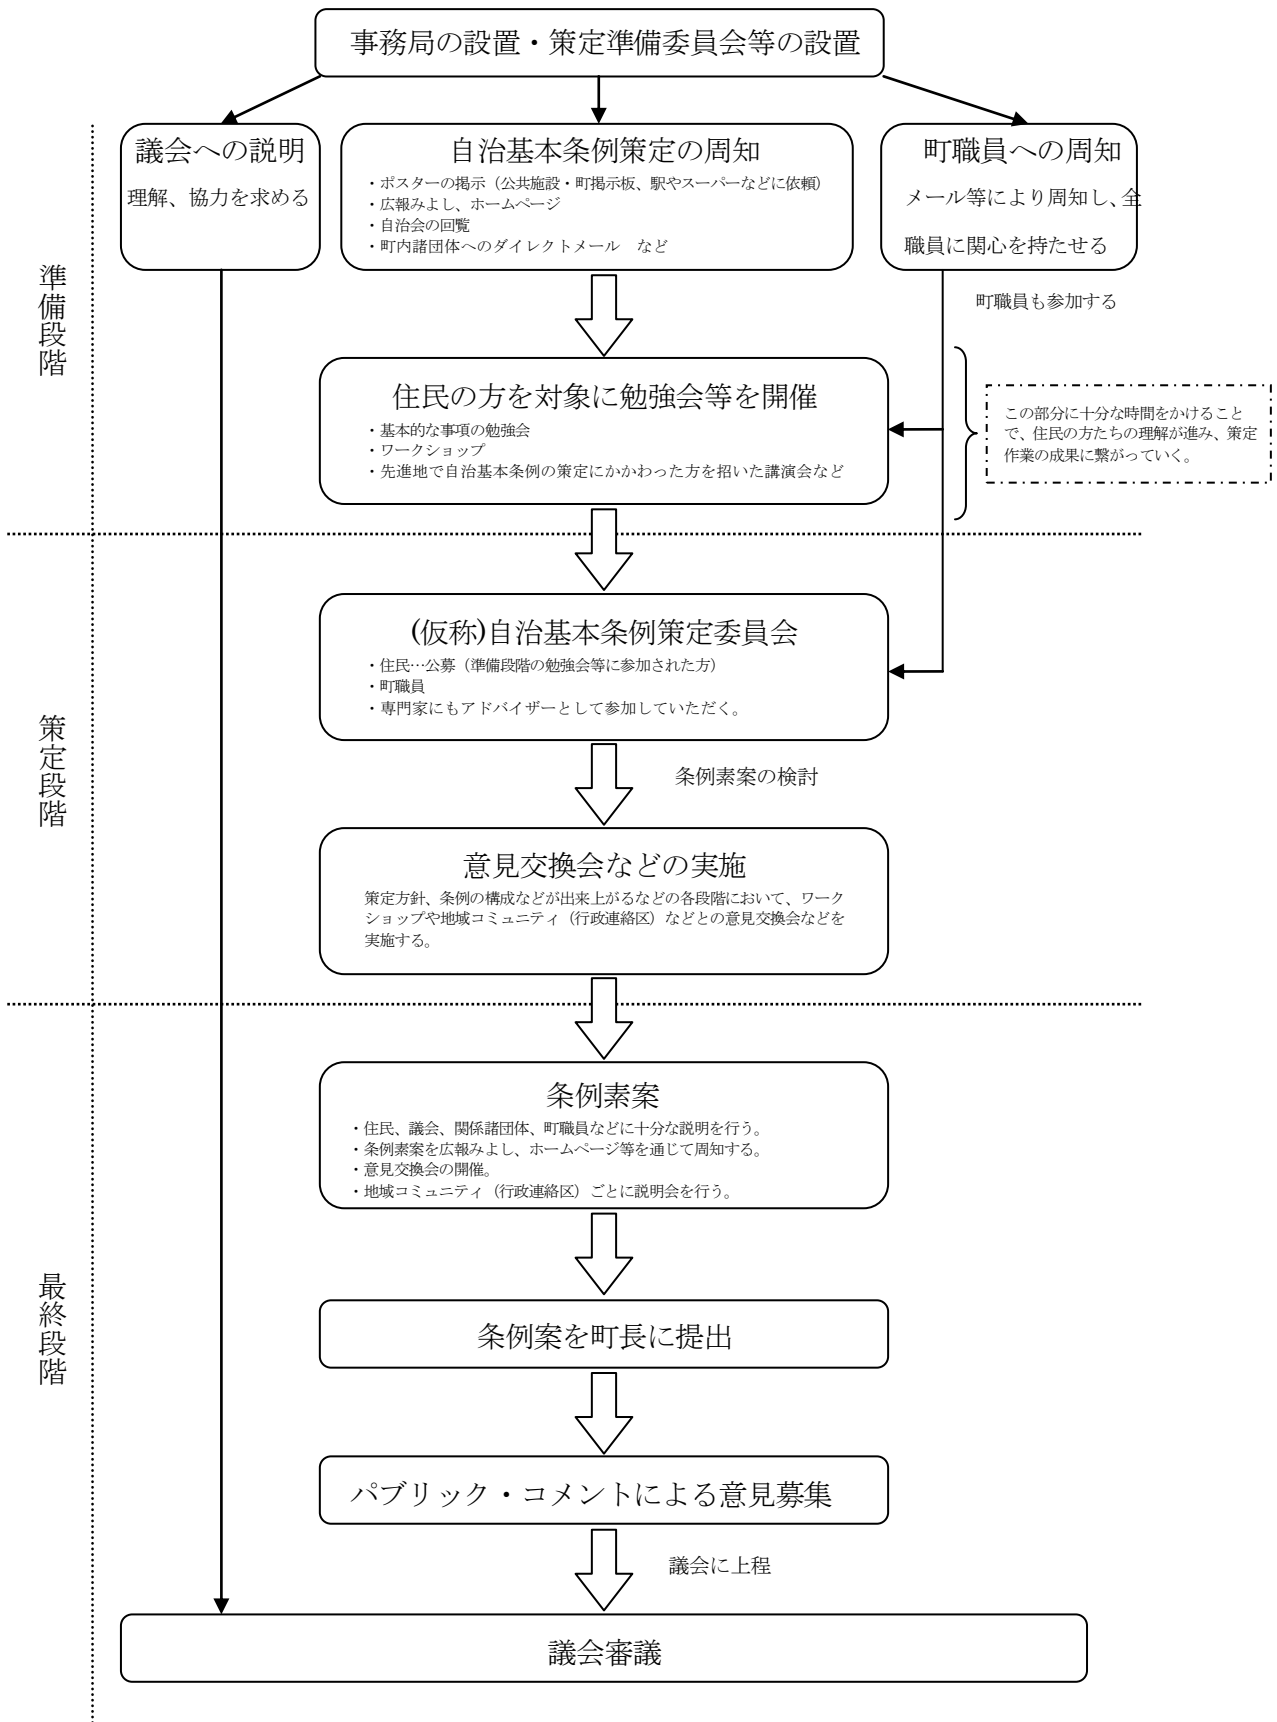 事務局の設置・策定準備委員会等の設置
議会への説明
理解、協力を求める
自治基本条例策定の周知
・ポスターの掲示（公共施設・町掲示板、駅やスーパーなどに依頼）
・広報みよし、ホームページ
・自治会の回覧
・町内諸団体へのダイレクトメール　など
町職員への周知
メール等により周知し、全
職員に関心を持たせる
準備段階
町職員も参加する
住民の方を対象に勉強会等を開催
・基本的な事項の勉強会
・ワークショップ
・先進地で自治基本条例の策定にかかわった方を招いた講演会など
この部分に十分な時間をかけること
で、住民の方たちの理解が進み、策定
作業の成果に繋がっていく。
策定段階
(仮称)自治基本条例策定委員会
・住民…公募（準備段階の勉強会等に参加された方）
・町職員
・専門家にもアドバイザーとして参加していただく。
条例素案の検討
意見交換会などの実施
策定方針、条例の構成などが出来上がるなどの各段階において、ワーク
ショップや地域コミュニティ（行政連絡区）などとの意見交換会などを
実施する。
最終段階
条例素案
・住民、議会、関係諸団体、町職員などに十分な説明を行う。
・条例素案を広報みよし、ホームページ等を通じて周知する。
・意見交換会の開催。
・地域コミュニティ（行政連絡区）ごとに説明会を行う。
条例案を町長に提出
パブリック・コメントによる意見募集
議会に上程
議会審議